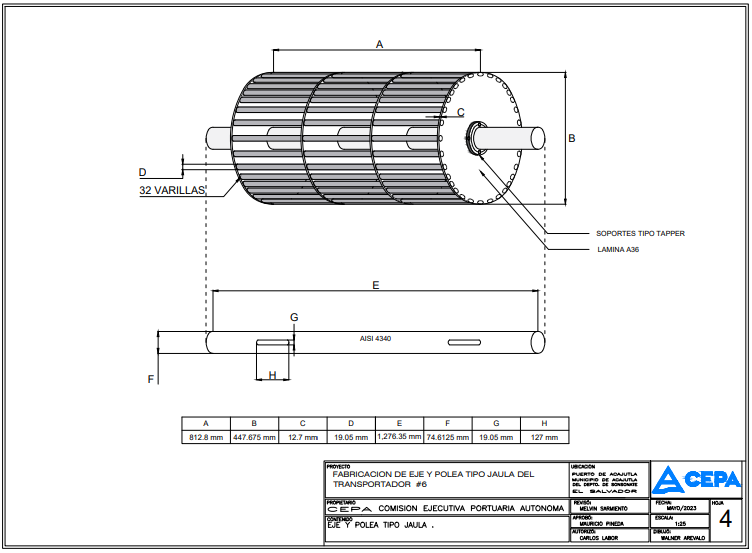 A
C
B
D
32 VARILLAS
SOPORTES TIPO TAPPER
LAMINA A36
E
G
AISI 4340
F
H
A B C D E F G H
812.8 mm 447.675 mm 12.7 mm 19.05 mm 1,276.35 mm 74.6125 mm 19.05 mm 127 mm
PROYECTO
FABRICACION DE EJE Y POLEA TIPO JAULA DEL
TRANSPORTADOR #6
UBICACIÓN
PUERTO DE ACAJUTLA
MUNICIPIO DE ACAJUTLA
DEL DEPTO. DE SONSONATE
EL SALVADOR
CEPA
PROPIETARIO
CEPA COMISION EJECUTIVA PORTUARIA AUTONOMA
REVISÓ:
MELVIN SARMIENTO
FECHA:
MAYO/2023
HOJA
4
CONTENIDO
EJE Y POLEA TIPO JAULA .
APROBÓ:
MAURICIO PINEDA
ESCALA:
1:25
AUTORIZÓ:
CARLOS LABOR
DIBUJO:
WALNER AREVALO